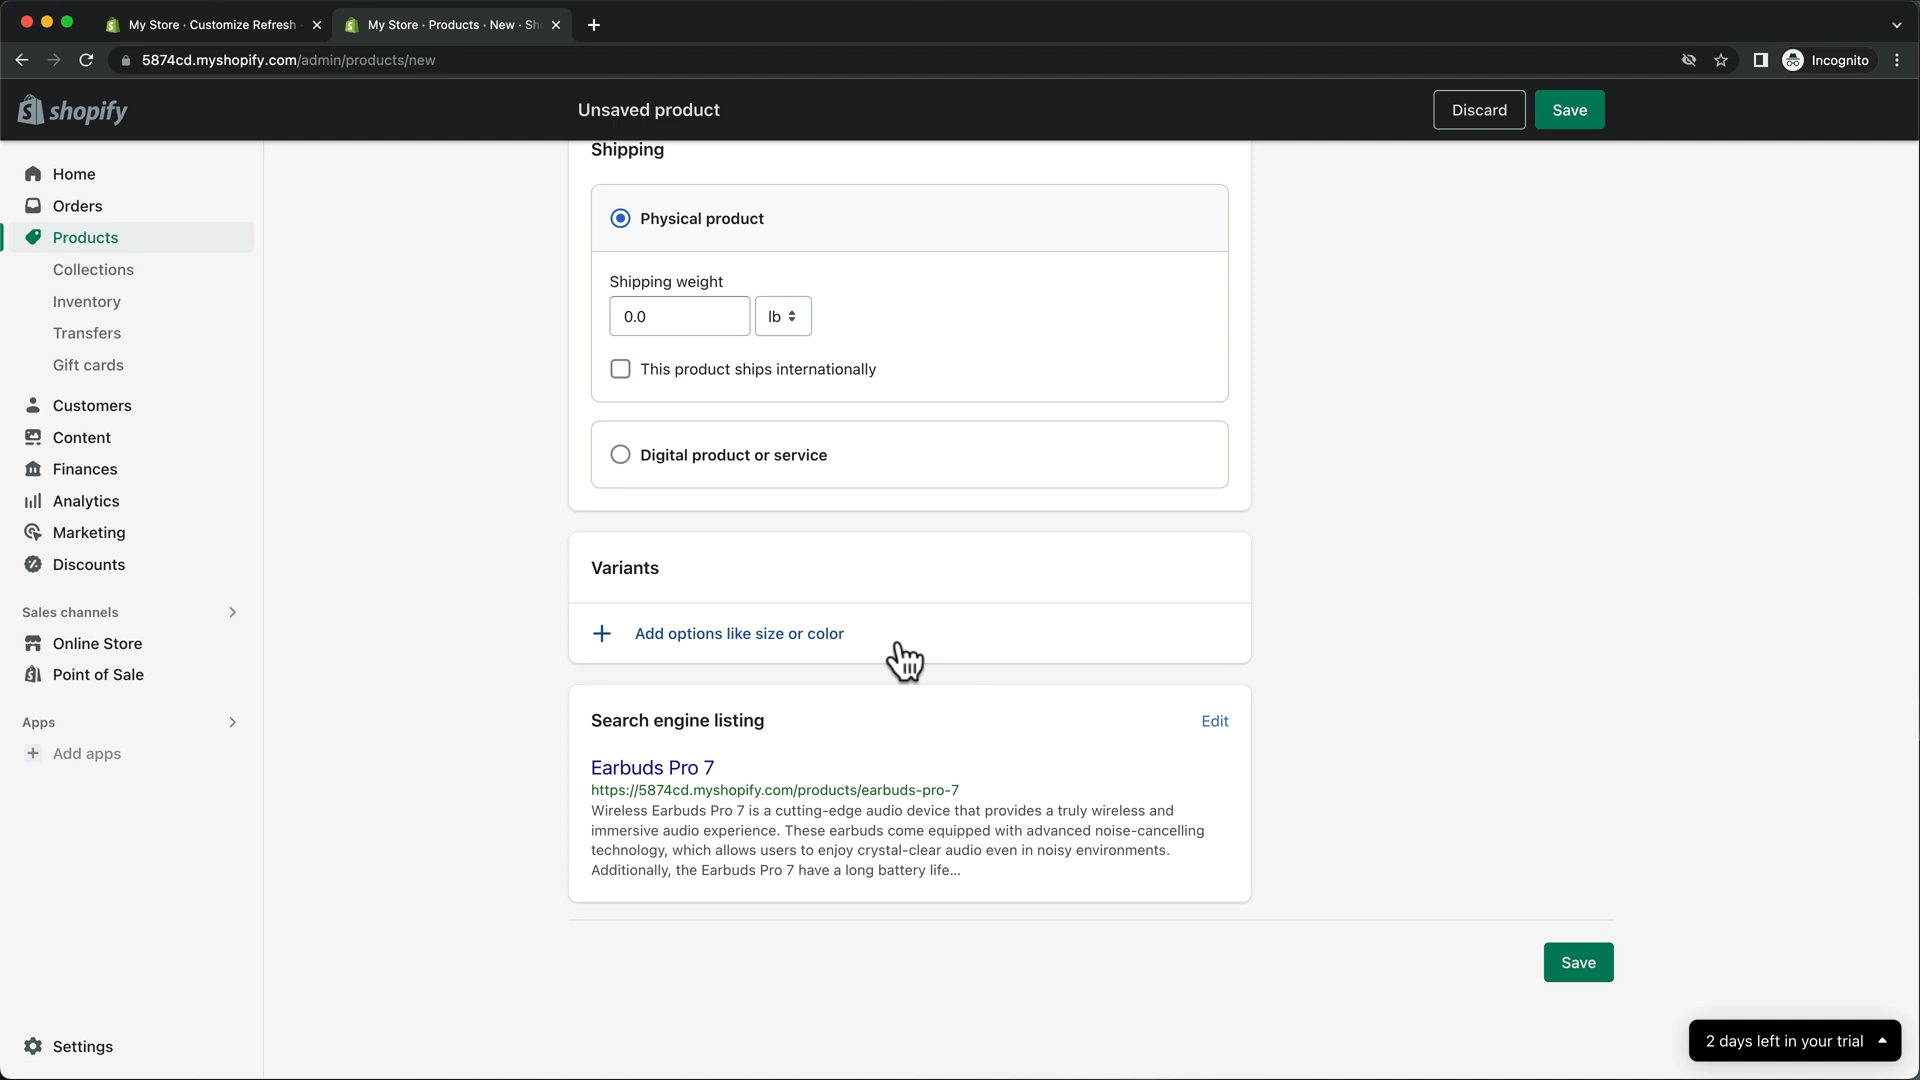 My Store · Customize Refresh
My Store · Products · New · Sh
5874cd.myshopify.com/admin/products/new
Incognito
shopify
Unsaved product
Discard
Save
Home
Orders
Products
Collections
Inventory
Transfers
Gift cards
Customers
Content
Finances
Analytics
Marketing
Discounts
Sales channels
Online Store
Point of Sale
Apps
Add apps
Settings
Shipping
Physical product
Shipping weight
0.0
lb
This product ships internationally
Digital product or service
Variants
Add options like size or color
Search engine listing
Edit
Earbuds Pro 7
https://5874cd.myshopify.com/products/earbuds-pro-7
Wireless Earbuds Pro 7 is a cutting-edge audio device that provides a truly wireless and
immersive audio experience. These earbuds come equipped with advanced noise-cancelling
technology, which allows users to enjoy crystal-clear audio even in noisy environments.
Additionally, the Earbuds Pro 7 have a long battery life...
Save
2 days left in your trial